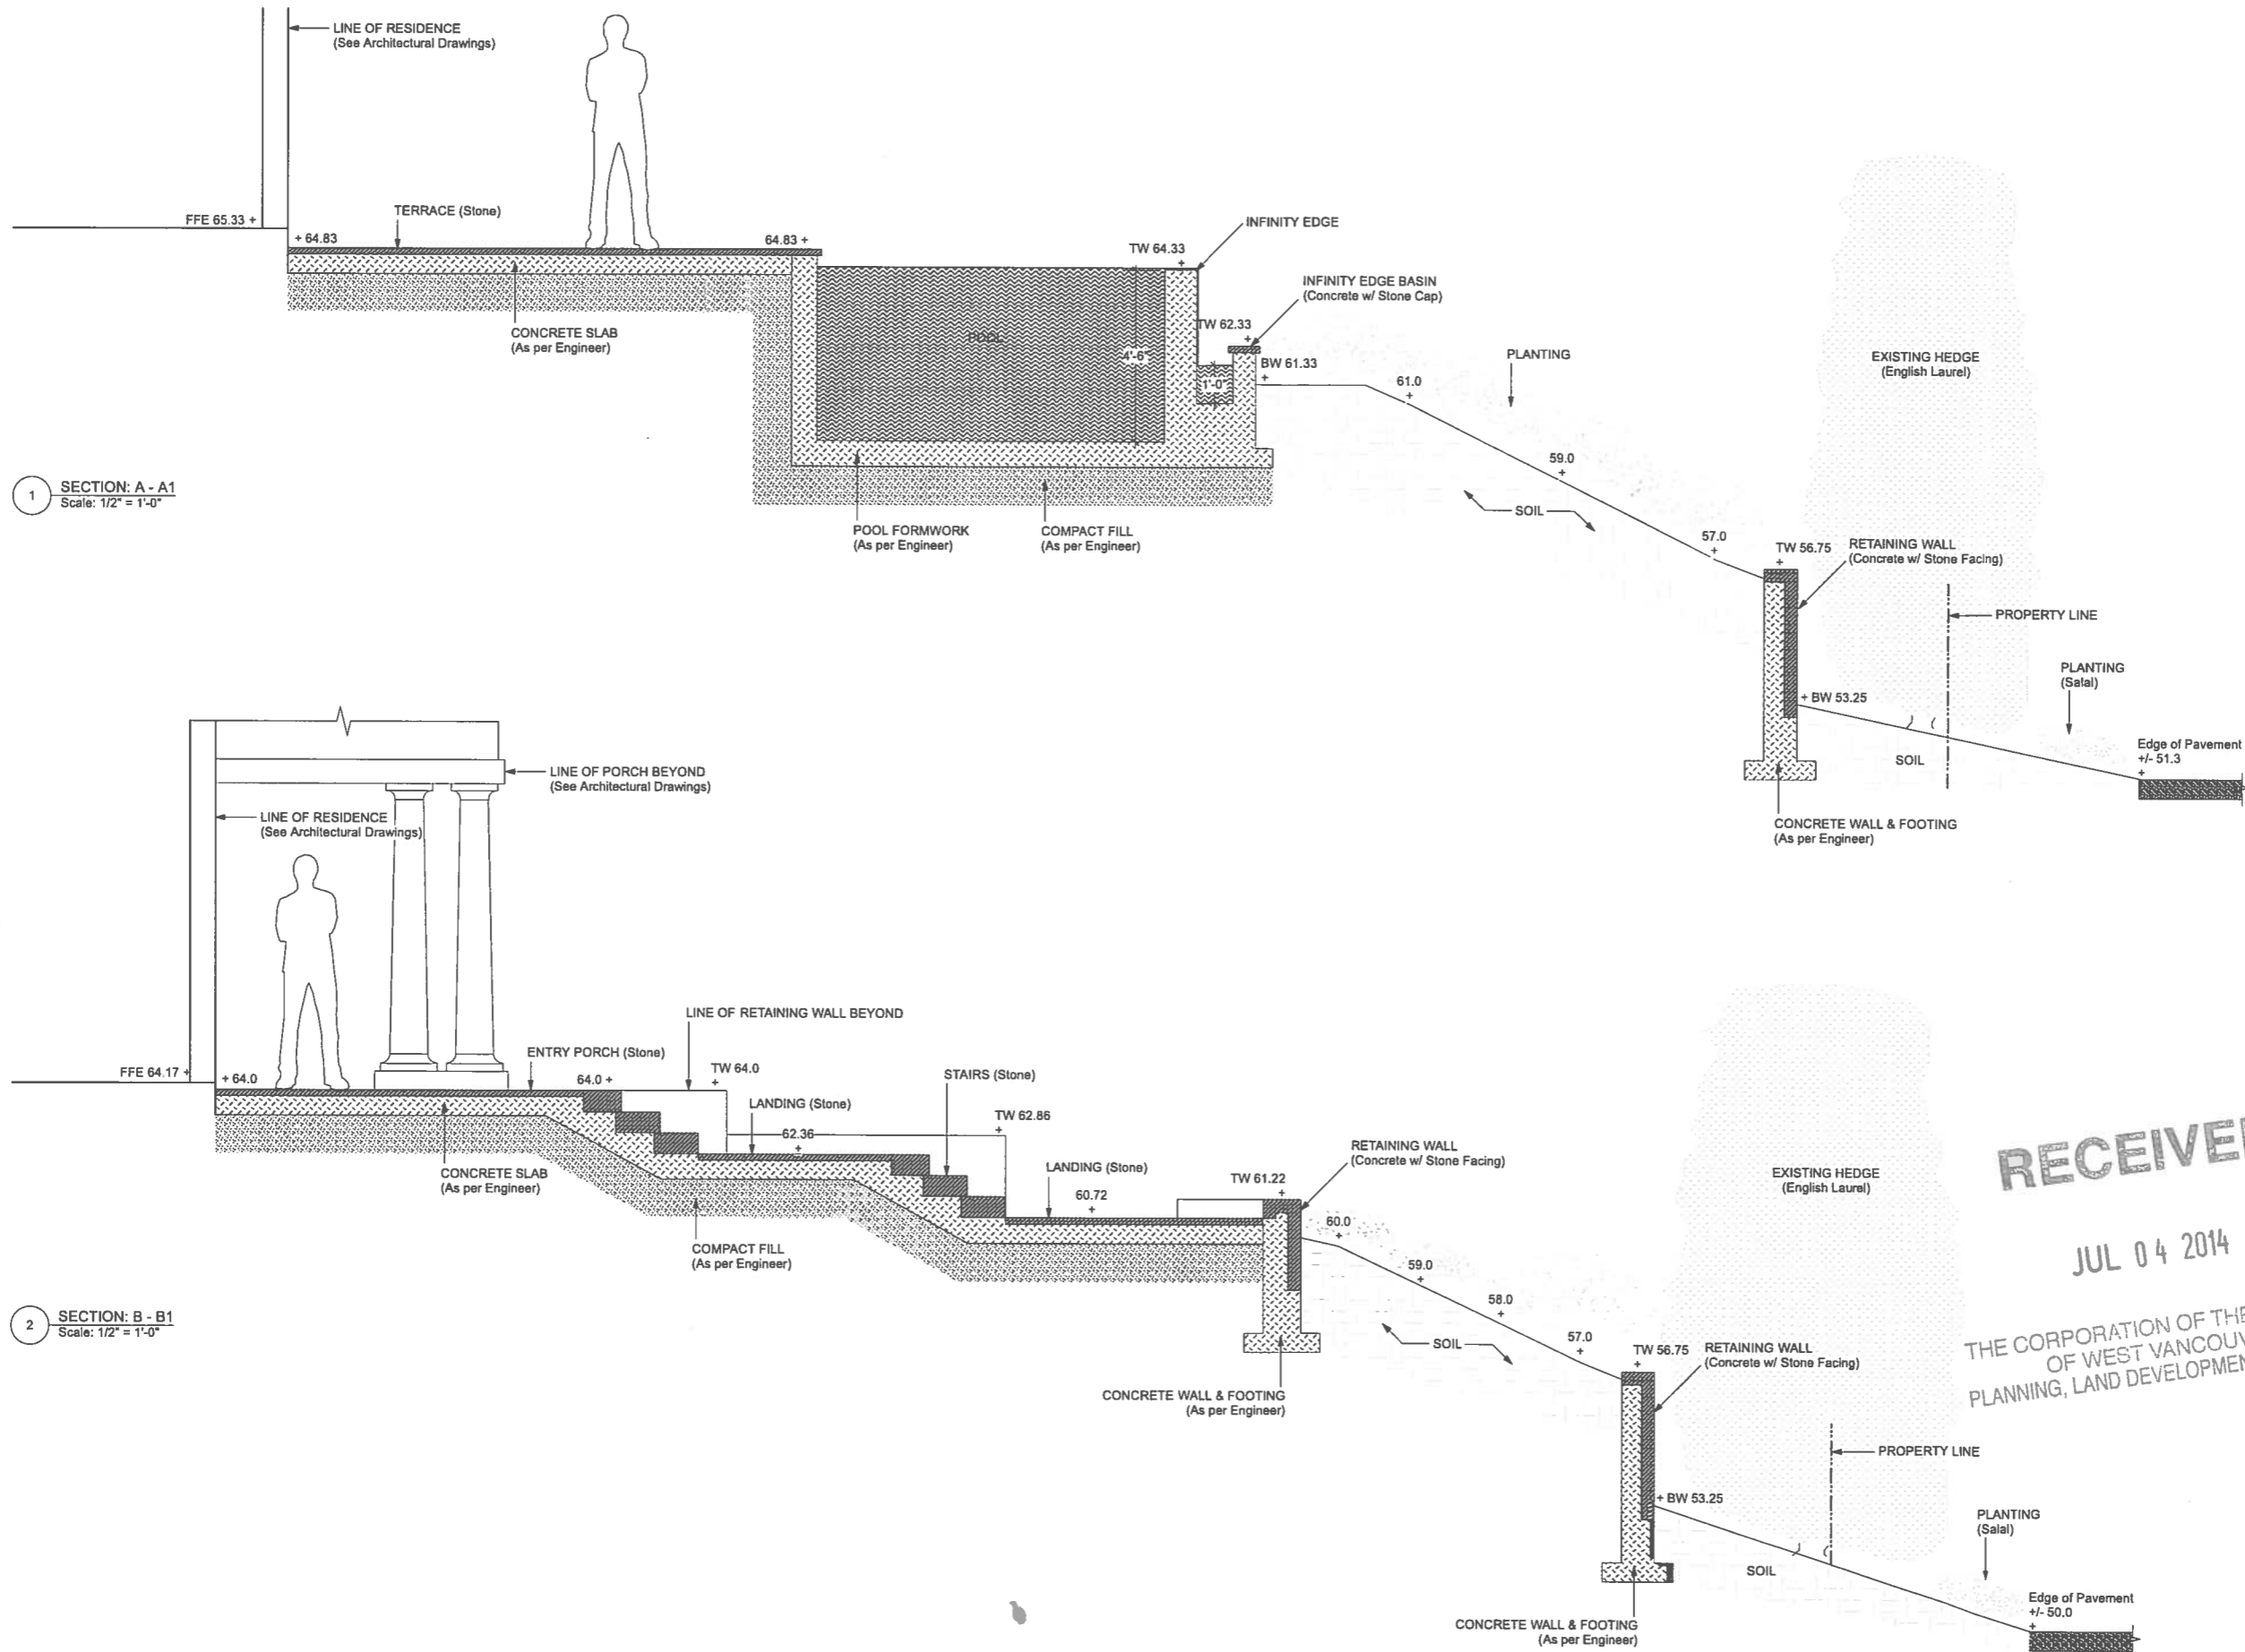 LINE OF RESIDENCE
(See Architectural Drawings)
FFE 65.33 +
+ 64.83
TERRACE (Stone)
64.83 +
TW 64.33
+
INFINITY EDGE
INFINITY EDGE BASIN
(Concrete w/ Stone Cap)
TW 62.33
+
CONCRETE SLAB
(As per Engineer)
POOL
4'-6"
1'-0"
BW 61.33
+
61.0
+
PLANTING
EXISTING HEDGE
(English Laurel)
59.0
+
SOIL
57.0
+
1
SECTION: A - A1
Scale: 1/2" = 1'-0"
POOL FORMWORK
(As per Engineer)
COMPACT FILL
(As per Engineer)
TW 56.75
+
RETAINING WALL
(Concrete w/ Stone Facing)
PROPERTY LINE
PLANTING
(Salal)
+ BW 53.25
SOIL
Edge of Pavement
+/- 51.3
+
CONCRETE WALL & FOOTING
(As per Engineer)
LINE OF PORCH BEYOND
(See Architectural Drawings)
LINE OF RESIDENCE
(See Architectural Drawings)
LINE OF RETAINING WALL BEYOND
FFE 64.17 +
+ 64.0
ENTRY PORCH (Stone)
64.0 +
TW 64.0
+
STAIRS (Stone)
LANDING (Stone)
62.36
+
TW 62.86
+
LANDING (Stone)
60.72
+
TW 61.22
+
RETAINING WALL
(Concrete w/ Stone Facing)
CONCRETE SLAB
(As per Engineer)
COMPACT FILL
(As per Engineer)
60.0
+
59.0
+
58.0
+
57.0
+
SOIL
EXISTING HEDGE
(English Laurel)
2
SECTION: B - B1
Scale: 1/2" = 1'-0"
CONCRETE WALL & FOOTING
(As per Engineer)
TW 56.75
+
RETAINING WALL
(Concrete w/ Stone Facing)
PROPERTY LINE
+ BW 53.25
PLANTING
(Salal)
SOIL
Edge of Pavement
+/- 50.0
+
CONCRETE WALL & FOOTING
(As per Engineer)
RECEIVE
JUL 04 2014
THE CORPORATION OF THE
OF WEST
PLANNING, LAND